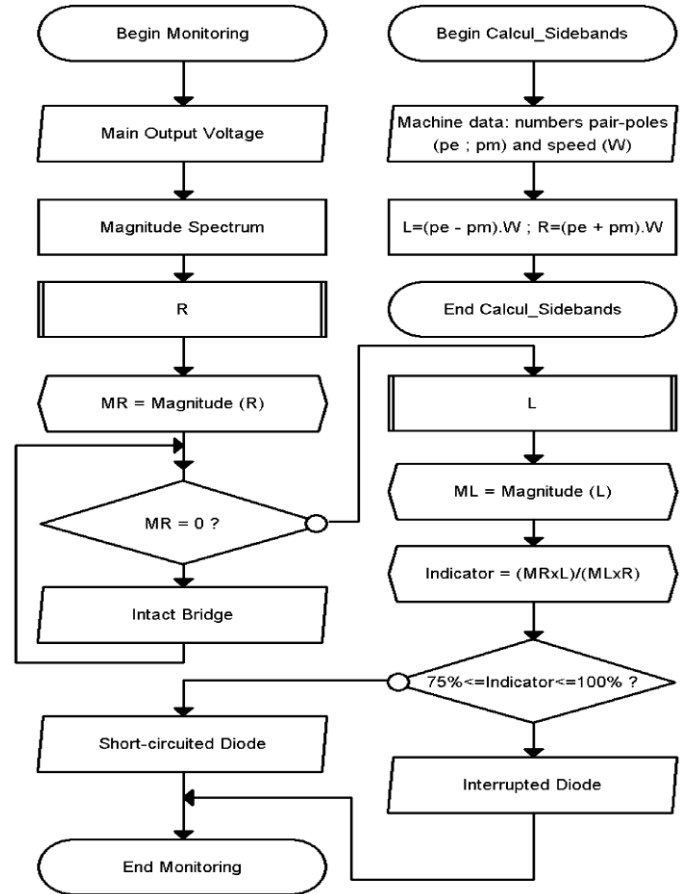 Begin Monitoring
Main Output Voltage
Magnitude Spectrum
R
MR = Magnitude (R)
MR = 0 ?
Intact Bridge
Short-circuited Diode
End Monitoring
Begin Calcul_Sidebands
Machine data: numbers pair-poles
(pe ; pm) and speed (W)
L=(pe - pm).W ; R=(pe + pm).W
End Calcul_Sidebands
L
ML = Magnitude (L)
Indicator = (MRxL)/(MLxR)
75%<=Indicator<=100% ?
Interrupted Diode